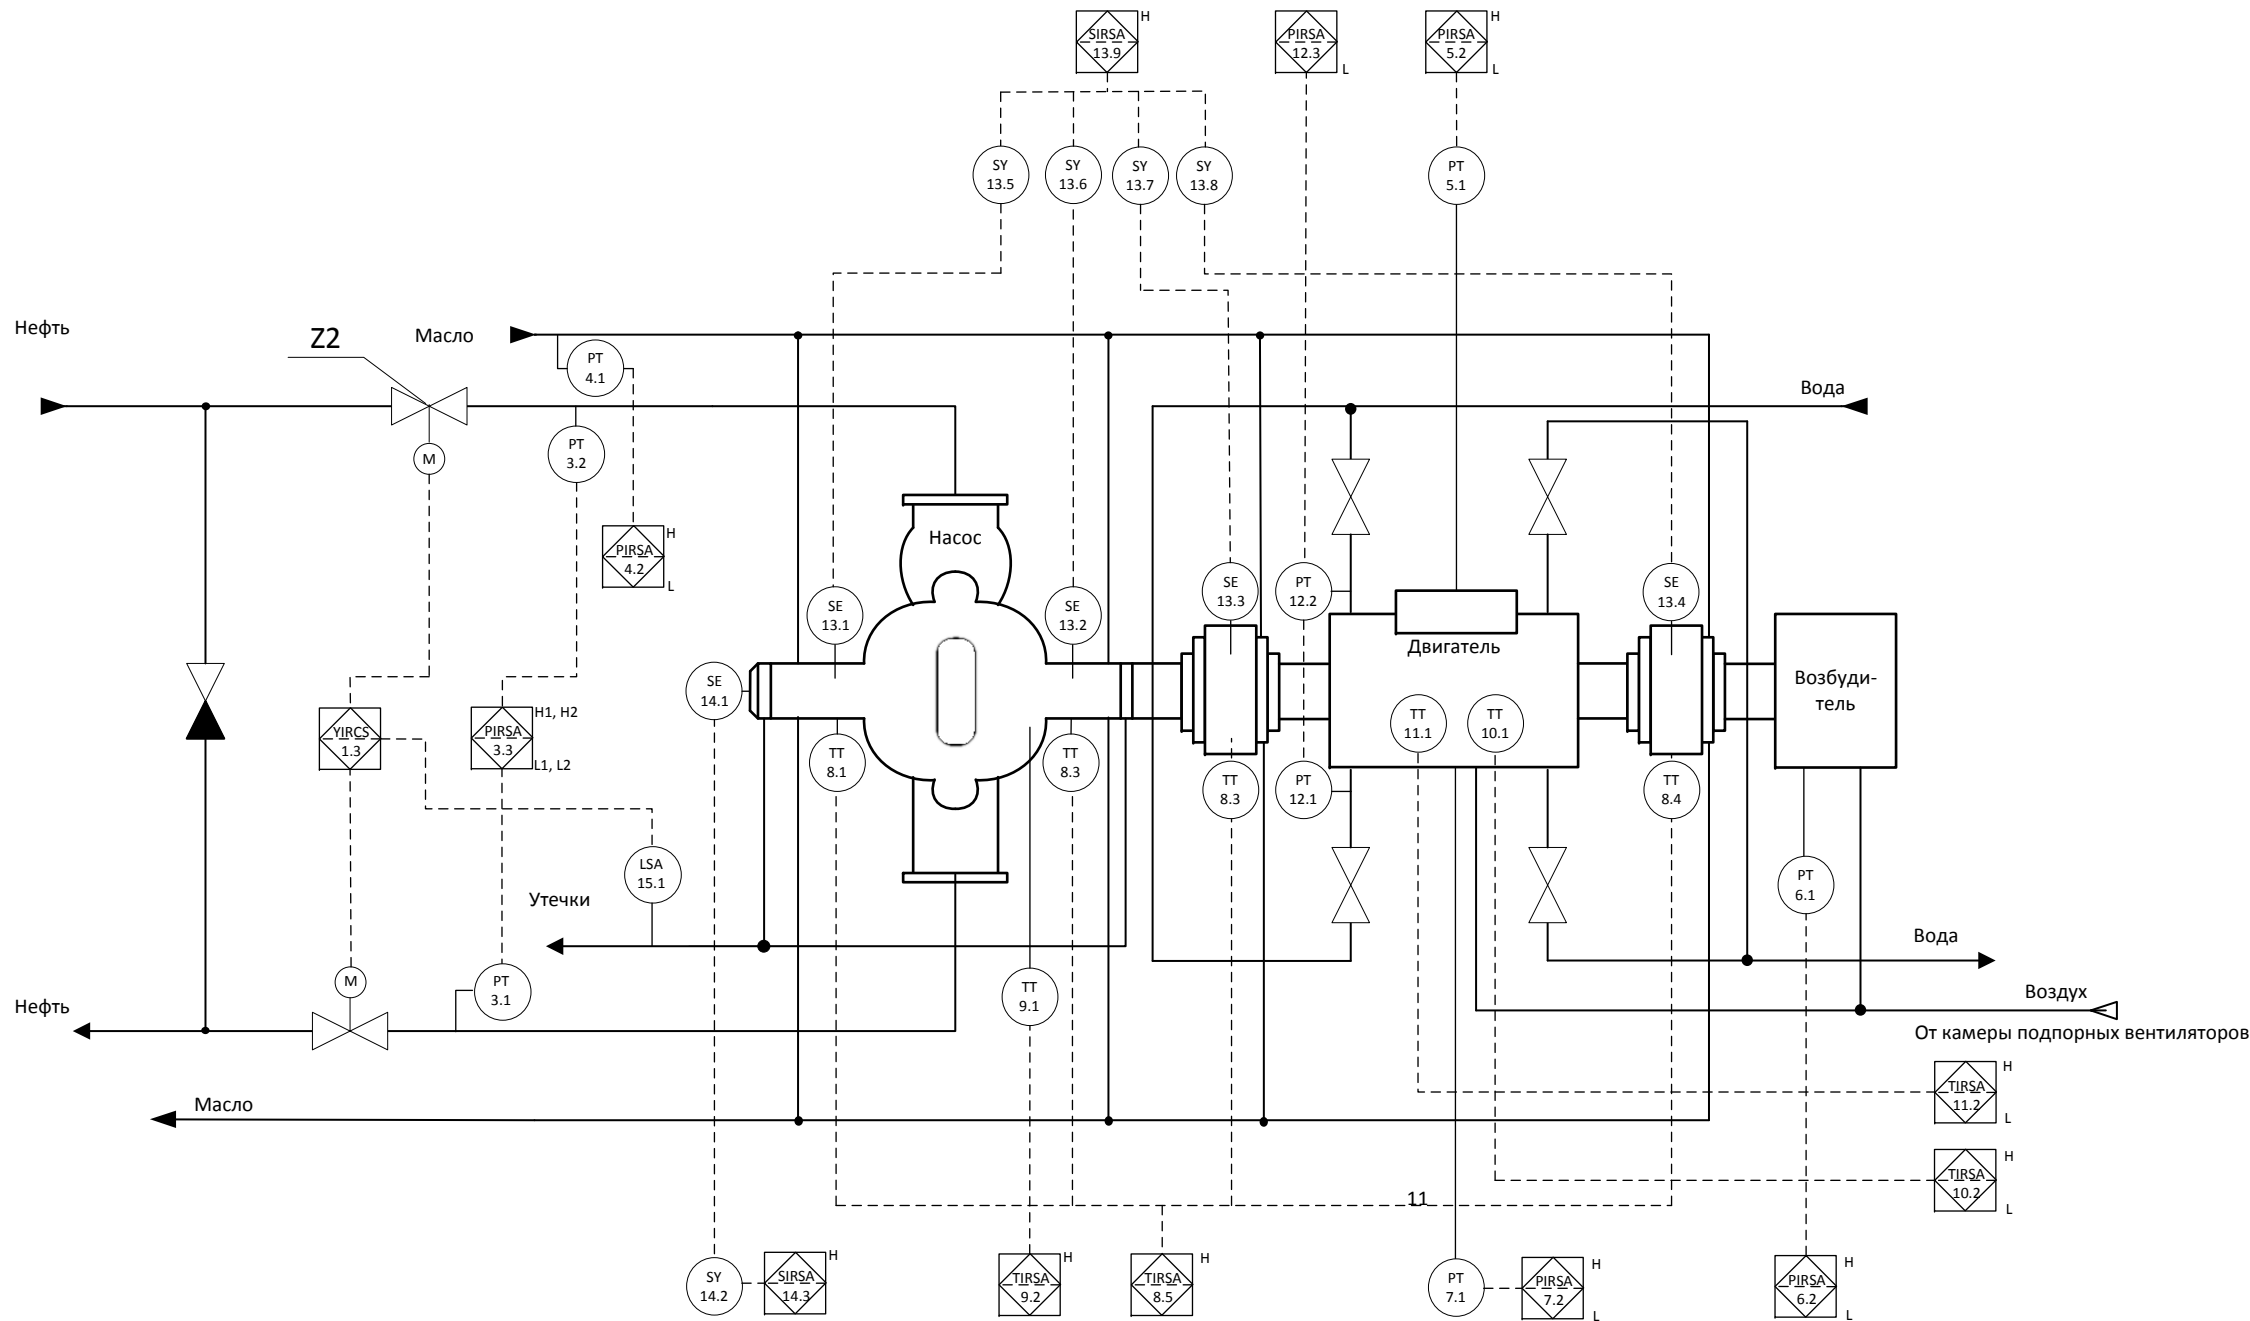 SIRSA
13.9
H
PIRSA
12.3
L
PIRSA
5.2
H
L
SY
13.5
SY
13.6
SY
13.7
SY
13.8
PT
5.1
Нефть
Z2
Масло
PT
4.1
Вода
M
PT
3.2
PIRSA
4.2
H
L
Насос
SE
13.1
SE
13.2
SE
13.3
PT
12.2
SE
13.4
Двигатель
SE
14.1
Возбуди-
тель
YIRCS
1.3
PIRSA
3.3
H1, H2
L1, L2
TT
11.1
TT
10.1
TT
8.1
TT
8.3
TT
8.3
PT
12.1
TT
8.4
LSA
15.1
PT
6.1
Утечки
Вода
M
PT
3.1
TT
9.1
Нефть
Воздух
От камеры подпорных вентиляторов
Масло
TIRSA
11.2
H
L
TIRSA
10.2
H
L
11
SY
14.2
SIRSA
14.3
H
TIRSA
9.2
H
TIRSA
8.5
H
PT
7.1
PIRSA
7.2
H
L
PIRSA
6.2
H
L